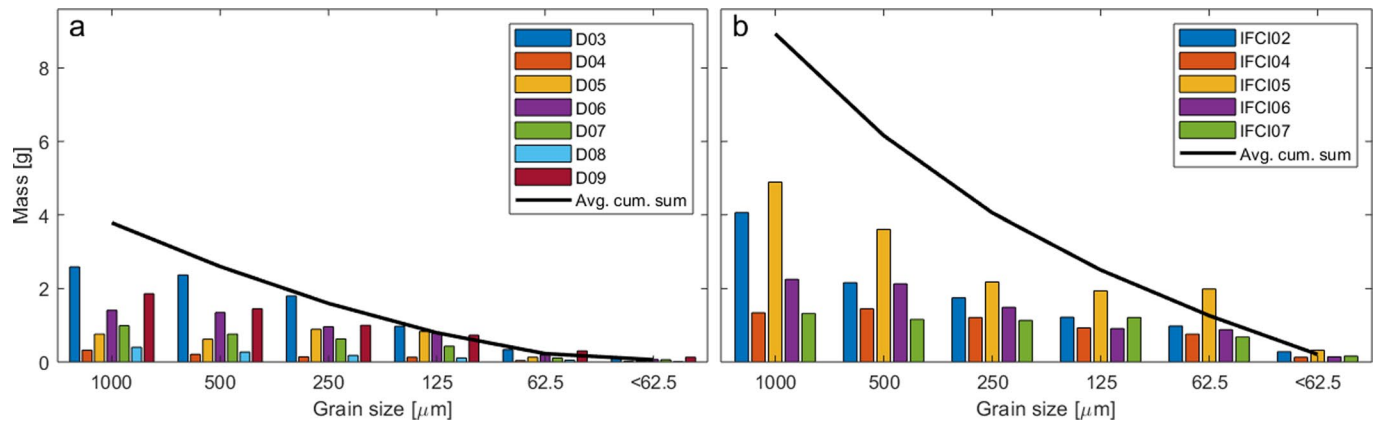 a
D03
D04
D05
D06
D07
D08
D09
Avg. cum. sum
Mass [g]
8
6
4
2
0
1000 500 250 125 62.5 <62.5
Grain size [μm]
b
IFCI02
IFCI04
IFCI05
IFCI06
IFCI07
Avg. cum. sum
1000 500 250 125 62.5 <62.5
Grain size [μm]